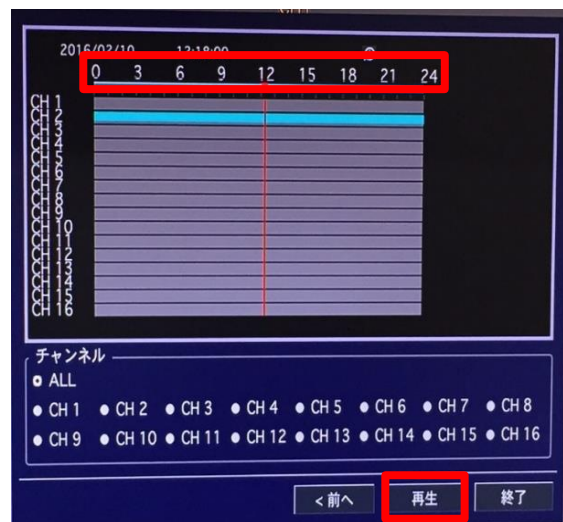 2016/02/10 12:18:00
0 3 6 9 12 15 18 21 24
CH 1
CH 2
CH 3
CH 4
CH 5
CH 6
CH 7
CH 8
CH 9
CH 10
CH 11
CH 12
CH 13
CH 14
CH 15
CH 16
チャンネル
ALL
CH 1 CH 2 CH 3 CH 4 CH 5 CH 6 CH 7 CH 8
CH 9 CH 10 CH 11 CH 12 CH 13 CH 14 CH 15 CH 16
<前へ 再生 終了